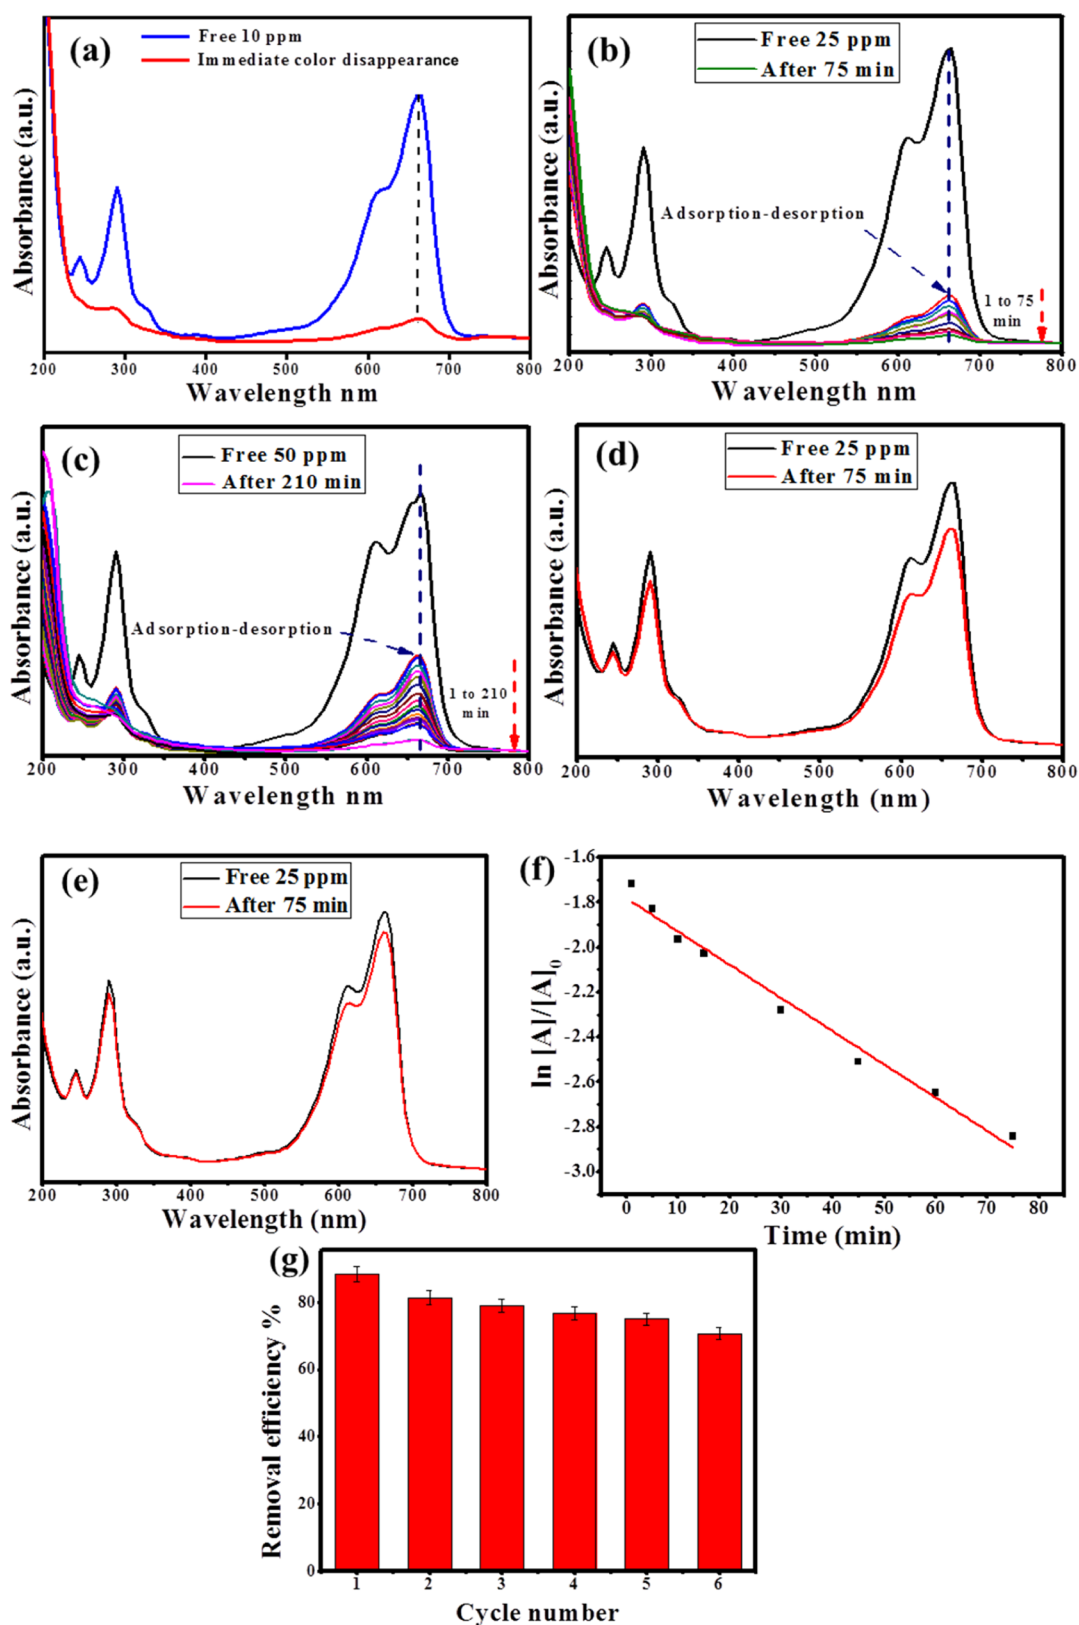 (a)
Free 10 ppm
Immediate color disappearance
Absorbance (a.u.)
200 300 400 500 600 700 800
Wavelength nm
(b)
Free 25 ppm
After 75 min
Adsorption-desorption
1 to 75
min
Absorbance (a.u.)
200 300 400 500 600 700 800
Wavelength nm
(c)
Free 50 ppm
After 210 min
Adsorption-desorption
1 to 210
min
Absorbance (a.u.)
200 300 400 500 600 700 800
Wavelength nm
(d)
Free 25 ppm
After 75 min
Absorbance (a.u.)
200 300 400 500 600 700 800
Wavelength (nm)
(e)
Free 25 ppm
After 75 min
Absorbance (a.u.)
200 300 400 500 600 700 800
Wavelength (nm)
(f)
-1.6
-1.8
-2.0
-2.2
-2.4
-2.6
-2.8
-3.0
ln [A]/[A]0
0 10 20 30 40 50 60 70 80
Time (min)
(g)
80
60
40
20
0
Removal efficiency %
1 2 3 4 5 6
Cycle number